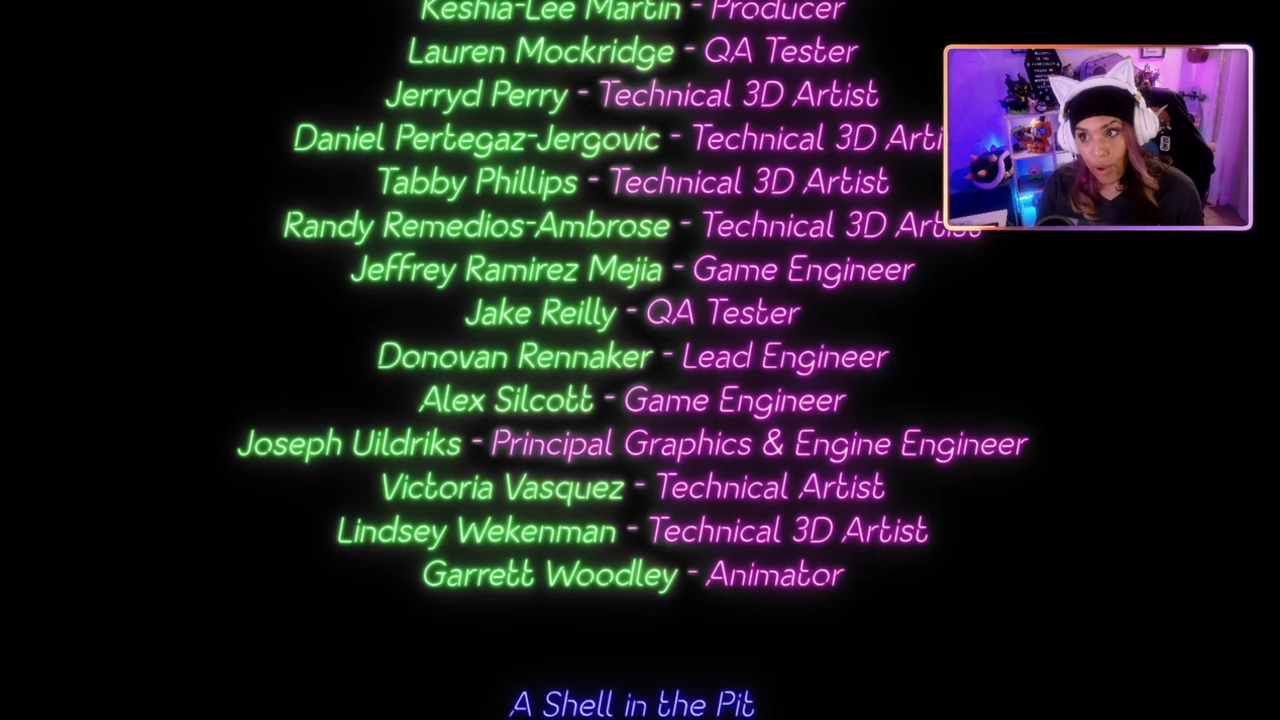 Keshia-Lee Martin - Producer
Lauren Mockridge - QA Tester
Jerryd Perry - Technical 3D Artist
Daniel Pertegaz-Jergovic - Technical 3D Arti
Tabby Phillips - Technical 3D Artist
Randy Remedios-Ambrose - Technical 3D Artist
Jeffrey Ramirez Mejia - Game Engineer
Jake Reilly - QA Tester
Donovan Rennaker - Lead Engineer
Alex Silcott - Game Engineer
Joseph Uildriks - Principal Graphics & Engine Engineer
Victoria Vasquez - Technical Artist
Lindsey Wekenman - Technical 3D Artist
Garrett Woodley - Animator
A Shell in the Pit